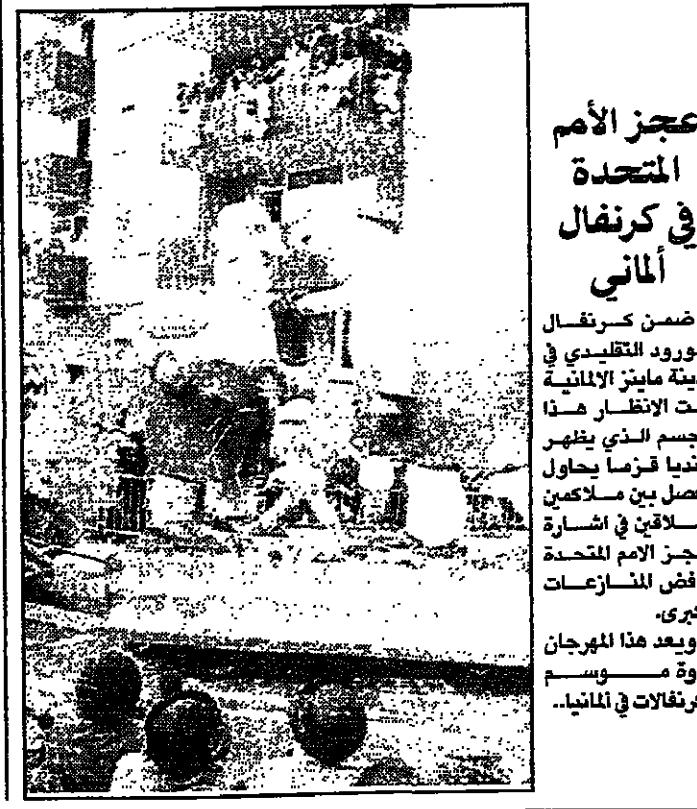 عجز الأمم
المتحدة
في كرنفال
ألماني
ضمن كرنفال
ورود التقليدي في
ينة ماينز الالمانية
ت الانظار هذا
جسم الذي يظهر
نديا قزما يحاول
صل بين ملاكمين
ملاقين في اشارة
جز الامم المتحدة
فض المنازعات
برى.
ويعد هذا المهرجان
وة موسم
رنفالات في ألمانيا..